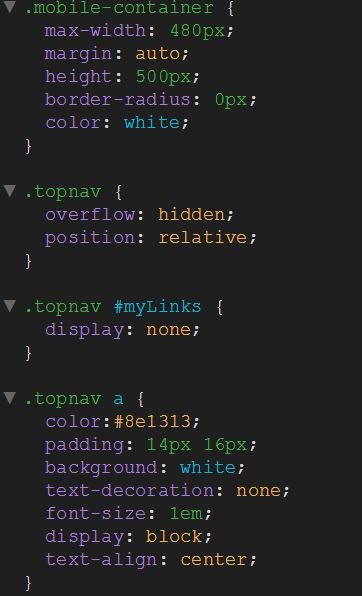 .mobile-container {
max-width: 480px;
margin: auto;
height: 500px;
border-radius: 0px;
color: white;
}
.topnav {
overflow: hidden;
position: relative;
}
.topnav #myLinks {
display: none;
}
.topnav a {
color:#8e1313;
padding: 14px 16px;
background: white;
text-decoration: none;
font-size: 1em;
display: block;
text-align: center;
}